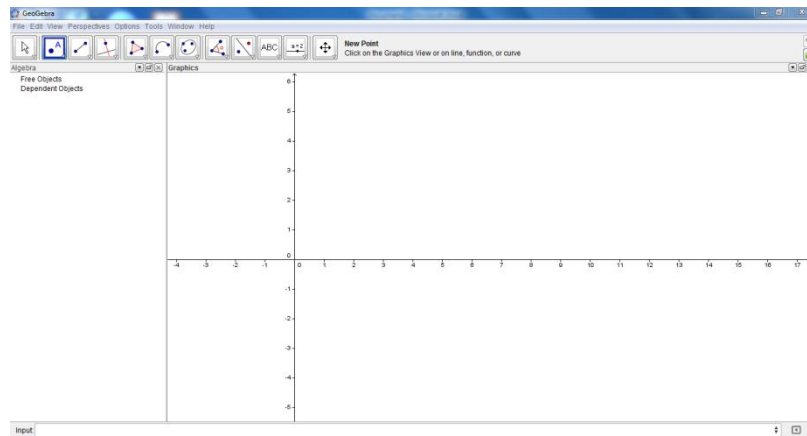 GeoGebra
File Edit View Perspectives Options Tools Window Help
A
ABC
a=2
New Point
Click on the Graphics View or on line, function, or curve
Algebra
Graphics
Free Objects
Dependent Objects
6
5
4
3
2
1
0
-4 -3 -2 -1 0 1 2 3 4 5 6 7 8 9 10 11 12 13 14 15 16 17
-1
-2
-3
-4
-5
Input